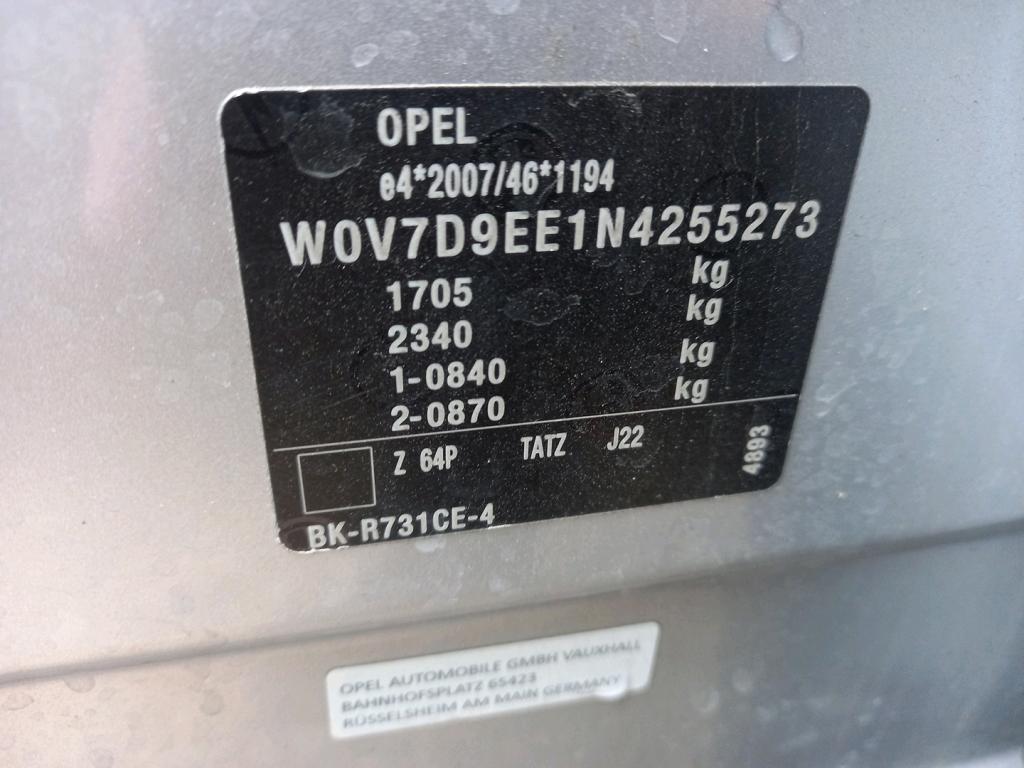 OPEL
e4*2007/46*1194
W0V7D9EE1N4255273
1705 kg
2340 kg
1-0840 kg
2-0870 kg
Z 64P TATZ J22
4893
BK-R731CE-4
OPEL AUTOMOBILE GMBH VAUXHALL
BAHNHOFSPLATZ 65423
RÜSSELSHEIM AM MAIN GERMANY